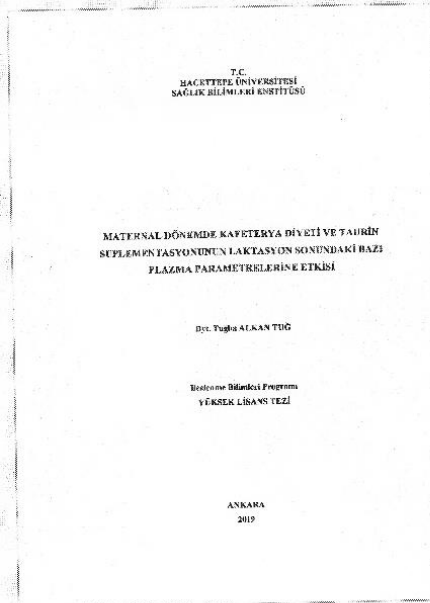 T.C.
HACETTEPE ÜNİVERSİTESİ
SAĞLIK BİLİMLERİ ENSTİTÜSÜ
MATERNAL DÖNEMDE KAFETERYA DİYETİ VE TAURİN
SUPLEMENTASYONUNUN LAKTASYON SONUNDAKİ BAZI
PLAZMA PARAMETRELERİNE ETKİSİ
Dyt. Tuğba ALKAN TUĞ
Beslenme Bilimleri Programı
YÜKSEK LİSANS TEZİ
ANKARA
2019